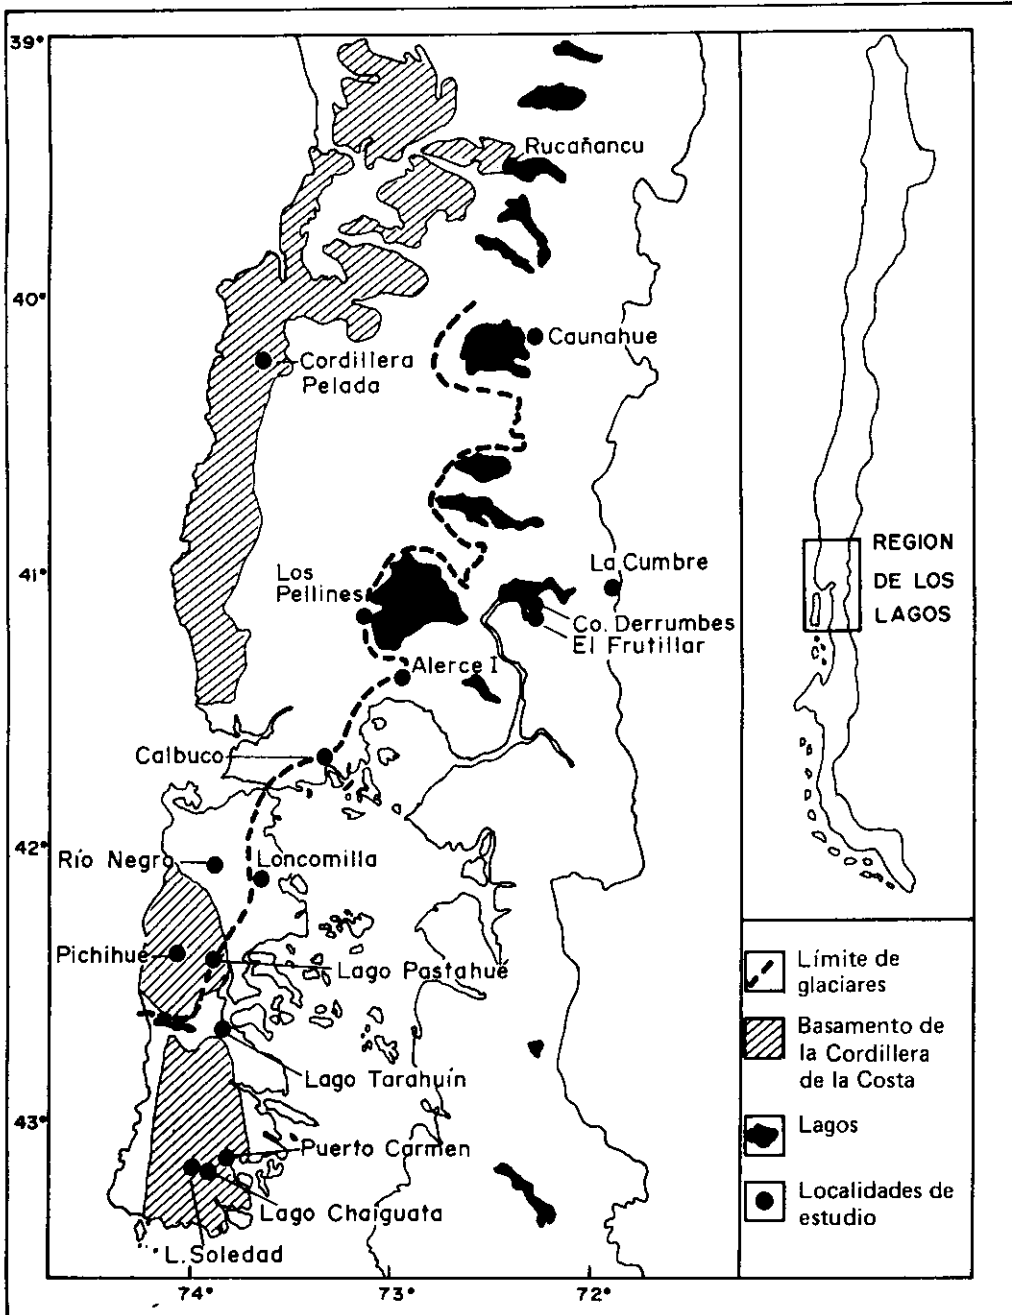 39°
Rucañancu
40°
Caunahue
Cordillera
Pelada
41°
Los
Pellines
La Cumbre
Co. Derrumbes
El Frutillar
Alerce I
Calbuco
42°
Río Negro
Loncomilla
Pichihué
Lago Pastahué
Lago Tarahuín
43°
Puerto Carmen
Lago Chaiguata
L. Soledad
74°
73°
72°
REGION
DE LOS
LAGOS
Límite de
glaciares
Basamento de
la Cordillera
de la Costa
Lagos
Localidades de
estudio